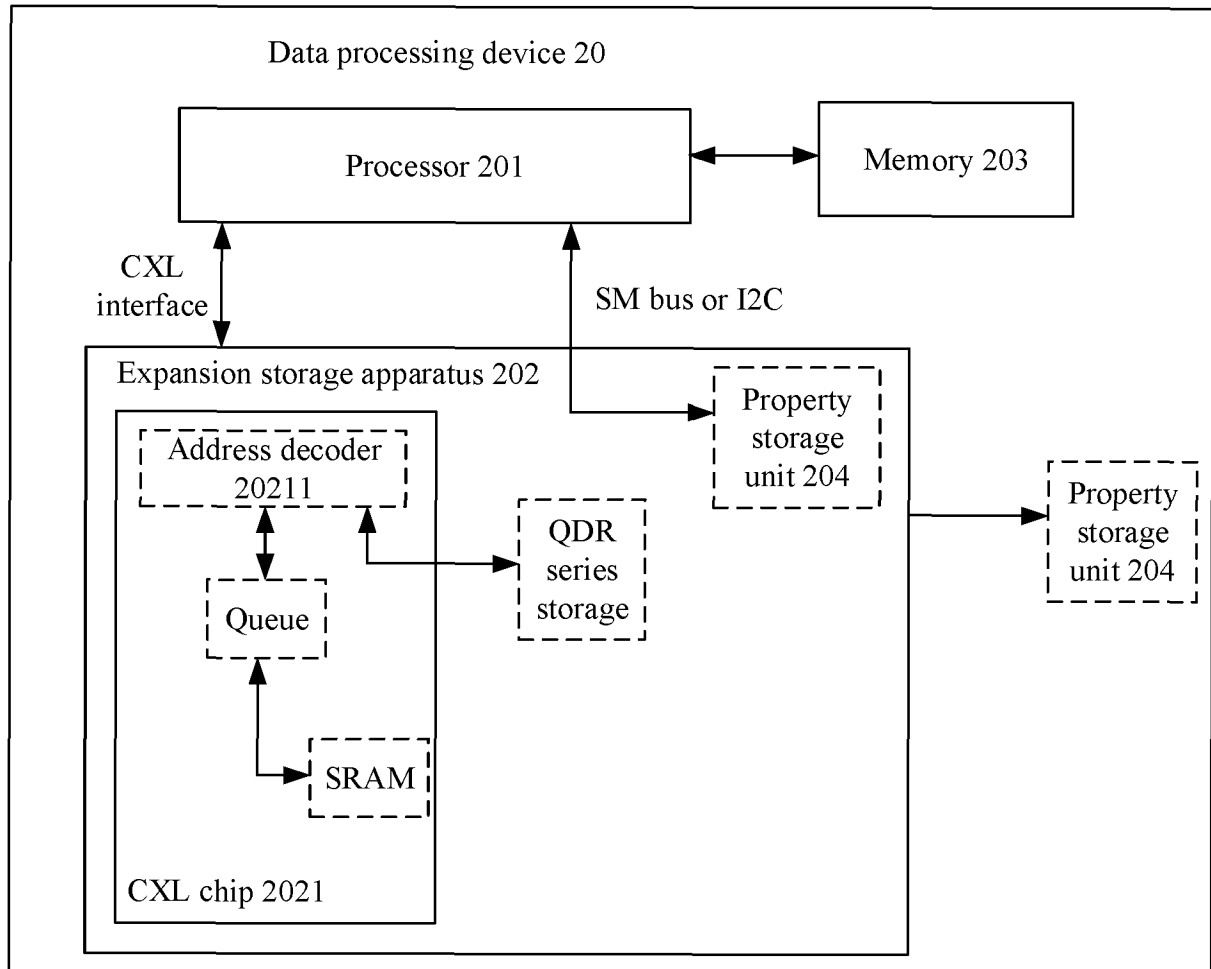 Data processing device 20
Processor 201
Memory 203
CXL
interface
SM bus or I2C
Expansion storage apparatus 202
Property
storage
unit 204
Address decoder
20211
QDR
series
storage
Property
storage
unit 204
Queue
SRAM
CXL chip 2021